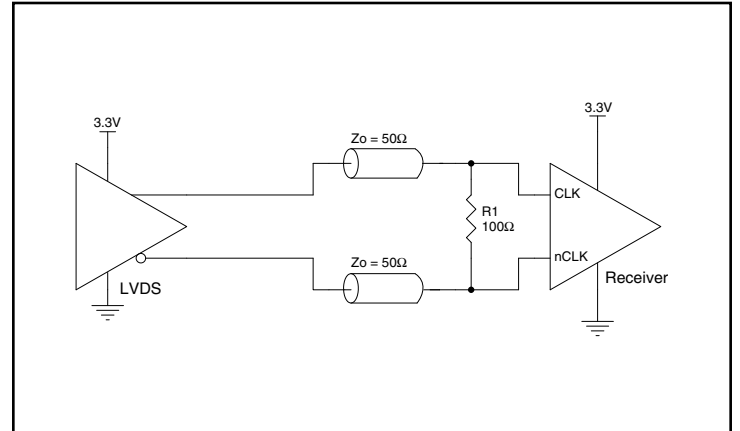 3.3V
LVDS
Zo = 50Ω
Zo = 50Ω
R1
100Ω
3.3V
CLK
nCLK
Receiver